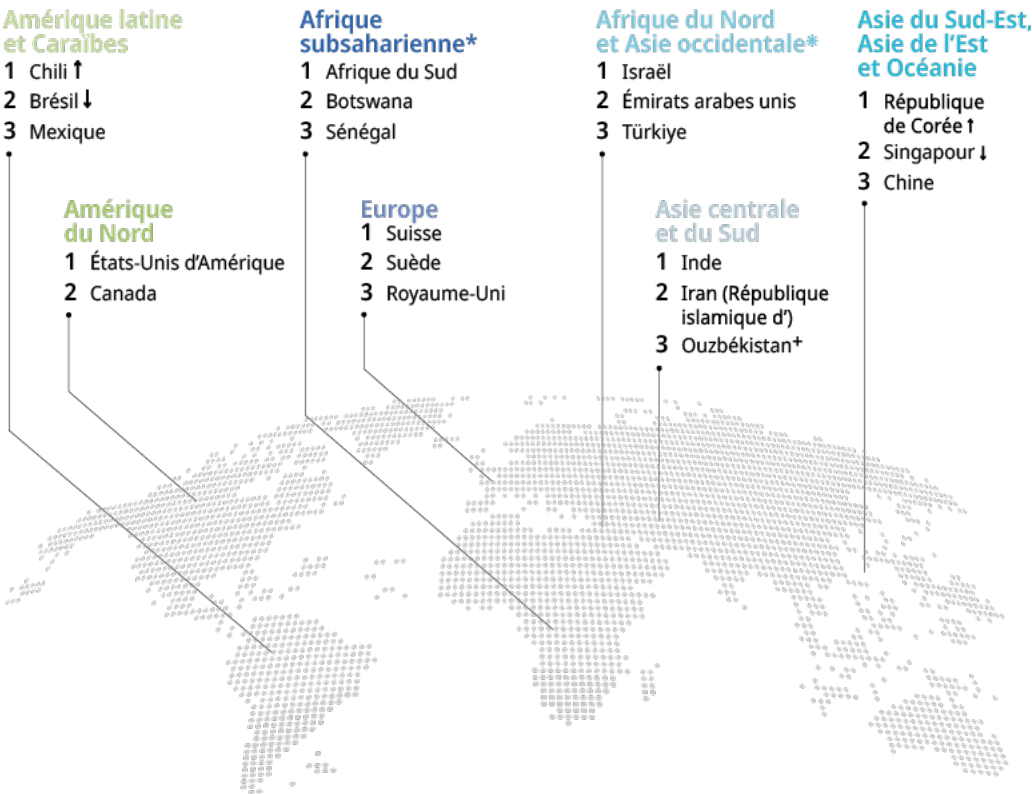 Amérique latine
et Caraïbes
1 Chili ↑
2 Brésil ↓
3 Mexique
Afrique
subsaharienne*
1 Afrique du Sud
2 Botswana
3 Sénégal
Afrique du Nord
et Asie occidentale*
1 Israël
2 Émirats arabes unis
3 Türkiye
Asie du Sud-Est,
Asie de l’Est
et Océanie
1 République
de Corée ↑
2 Singapour ↓
3 Chine
Amérique
du Nord
1 États-Unis d’Amérique
2 Canada
Europe
1 Suisse
2 Suède
3 Royaume-Uni
Asie centrale
et du Sud
1 Inde
2 Iran (République
islamique d’)
3 Ouzbékistan+